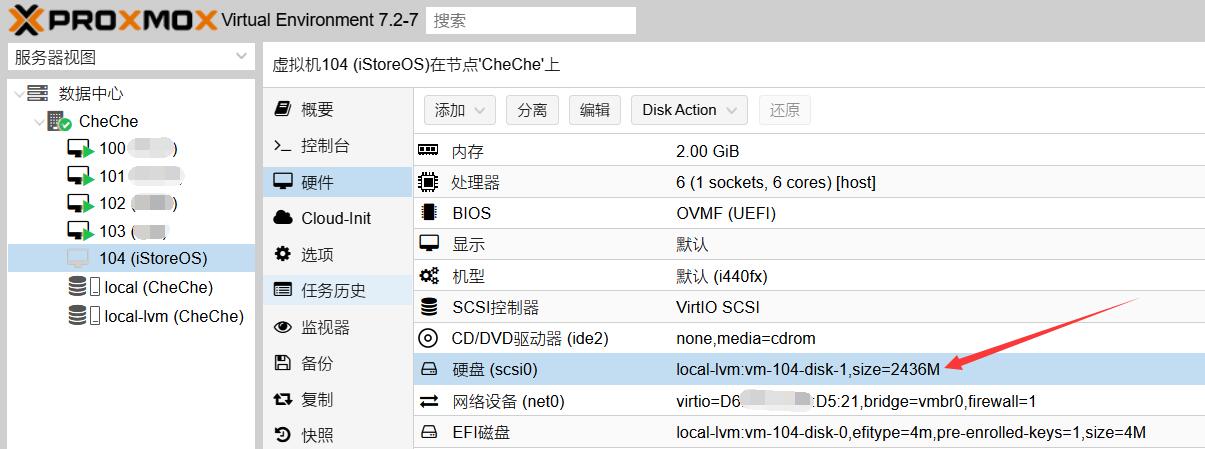 PROXMOX Virtual Environment 7.2-7 搜索
服务器视图
数据中心
CheChe
100
101
102
103
104 (iStoreOS)
local (CheChe)
local-lvm (CheChe)
虚拟机104 (iStoreOS)在节点'CheChe'上
概要
控制台
硬件
Cloud-Init
选项
任务历史
监视器
备份
复制
快照
添加 分离 编辑 Disk Action 还原
内存 2.00 GiB
处理器 6 (1 sockets, 6 cores) [host]
BIOS OVMF (UEFI)
显示 默认
机型 默认 (i440fx)
SCSI控制器 VirtIO SCSI
CD/DVD驱动器 (ide2) none,media=cdrom
硬盘 (scsi0) local-lvm:vm-104-disk-1,size=2436M
网络设备 (net0) virtio=D6 :D5:21,bridge=vmbr0,firewall=1
EFI磁盘 local-lvm:vm-104-disk-0,efitype=4m,pre-enrolled-keys=1,size=4M